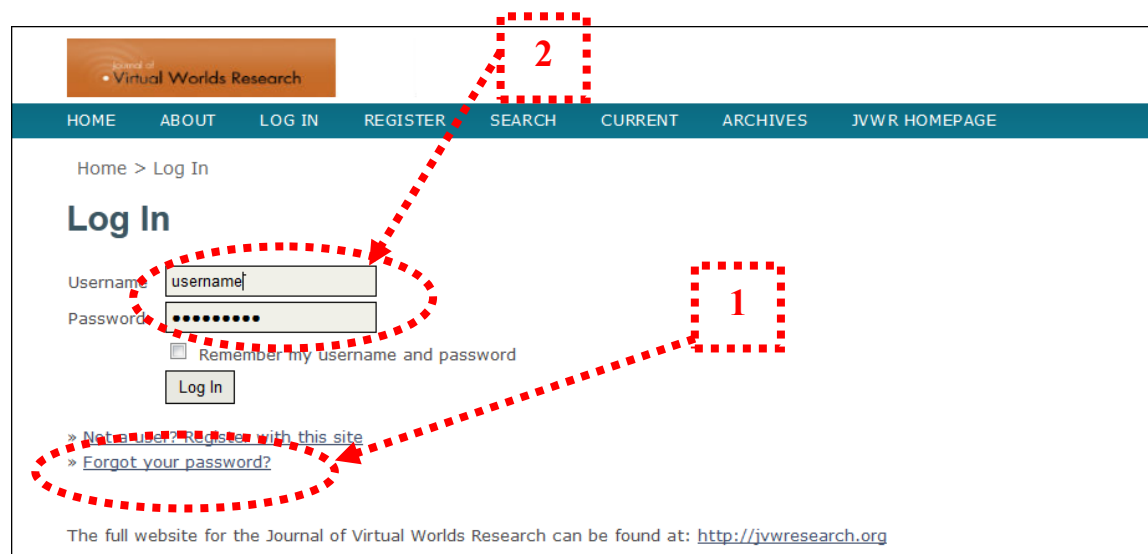 2
Journal of
Virtual Worlds Research
HOME ABOUT LOG IN REGISTER SEARCH CURRENT ARCHIVES JVWR HOMEPAGE
Home > Log In
Log In
Username username
1
Password •••••••••
Remember my username and password
Log In
» Not a user? Register with this site
» Forgot your password?
The full website for the Journal of Virtual Worlds Research can be found at: http://jvwresearch.org